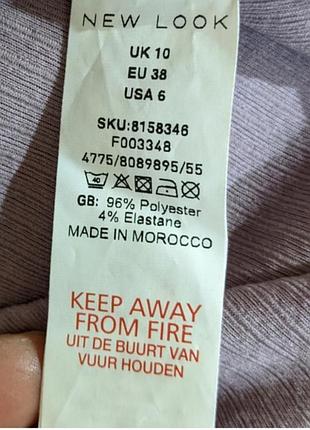 NEW LOOK
UK 10
EU 38
USA 6
SKU:8158346
F003348
4775/8089895/55
40
GB: 96% Polyester
4% Elastane
MADE IN MOROCCO
KEEP AWAY
FROM FIRE
UIT DE BUURT VAN
VUUR HOUDEN